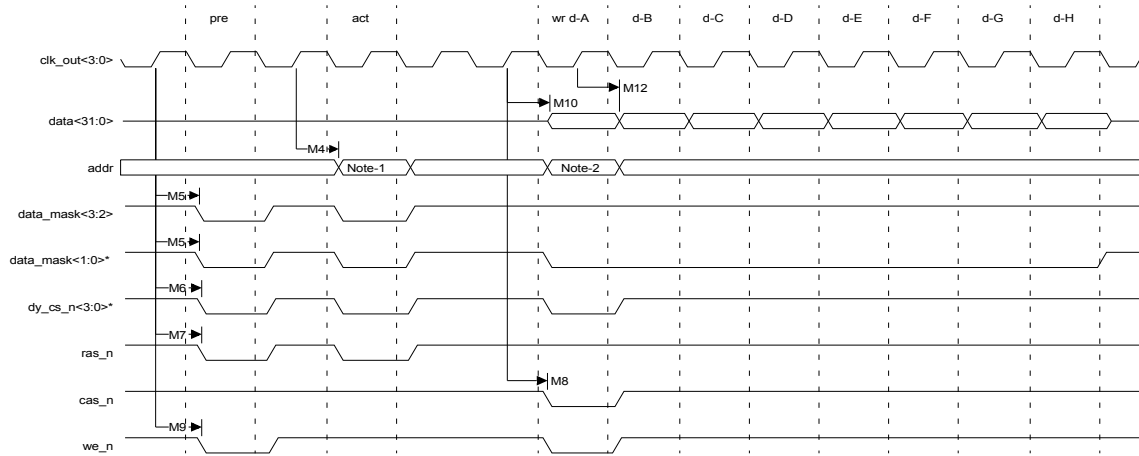 pre act wr d-A d-B d-C d-D d-E d-F d-G d-H
clk_out<3:0>
M12
M10
data<31:0>
M4
addr Note-1 Note-2
M5
data_mask<3:2>
M5
data_mask<1:0>*
M6
dy_cs_n<3:0>*
M7
ras_n
M8
cas_n
M9
we_n